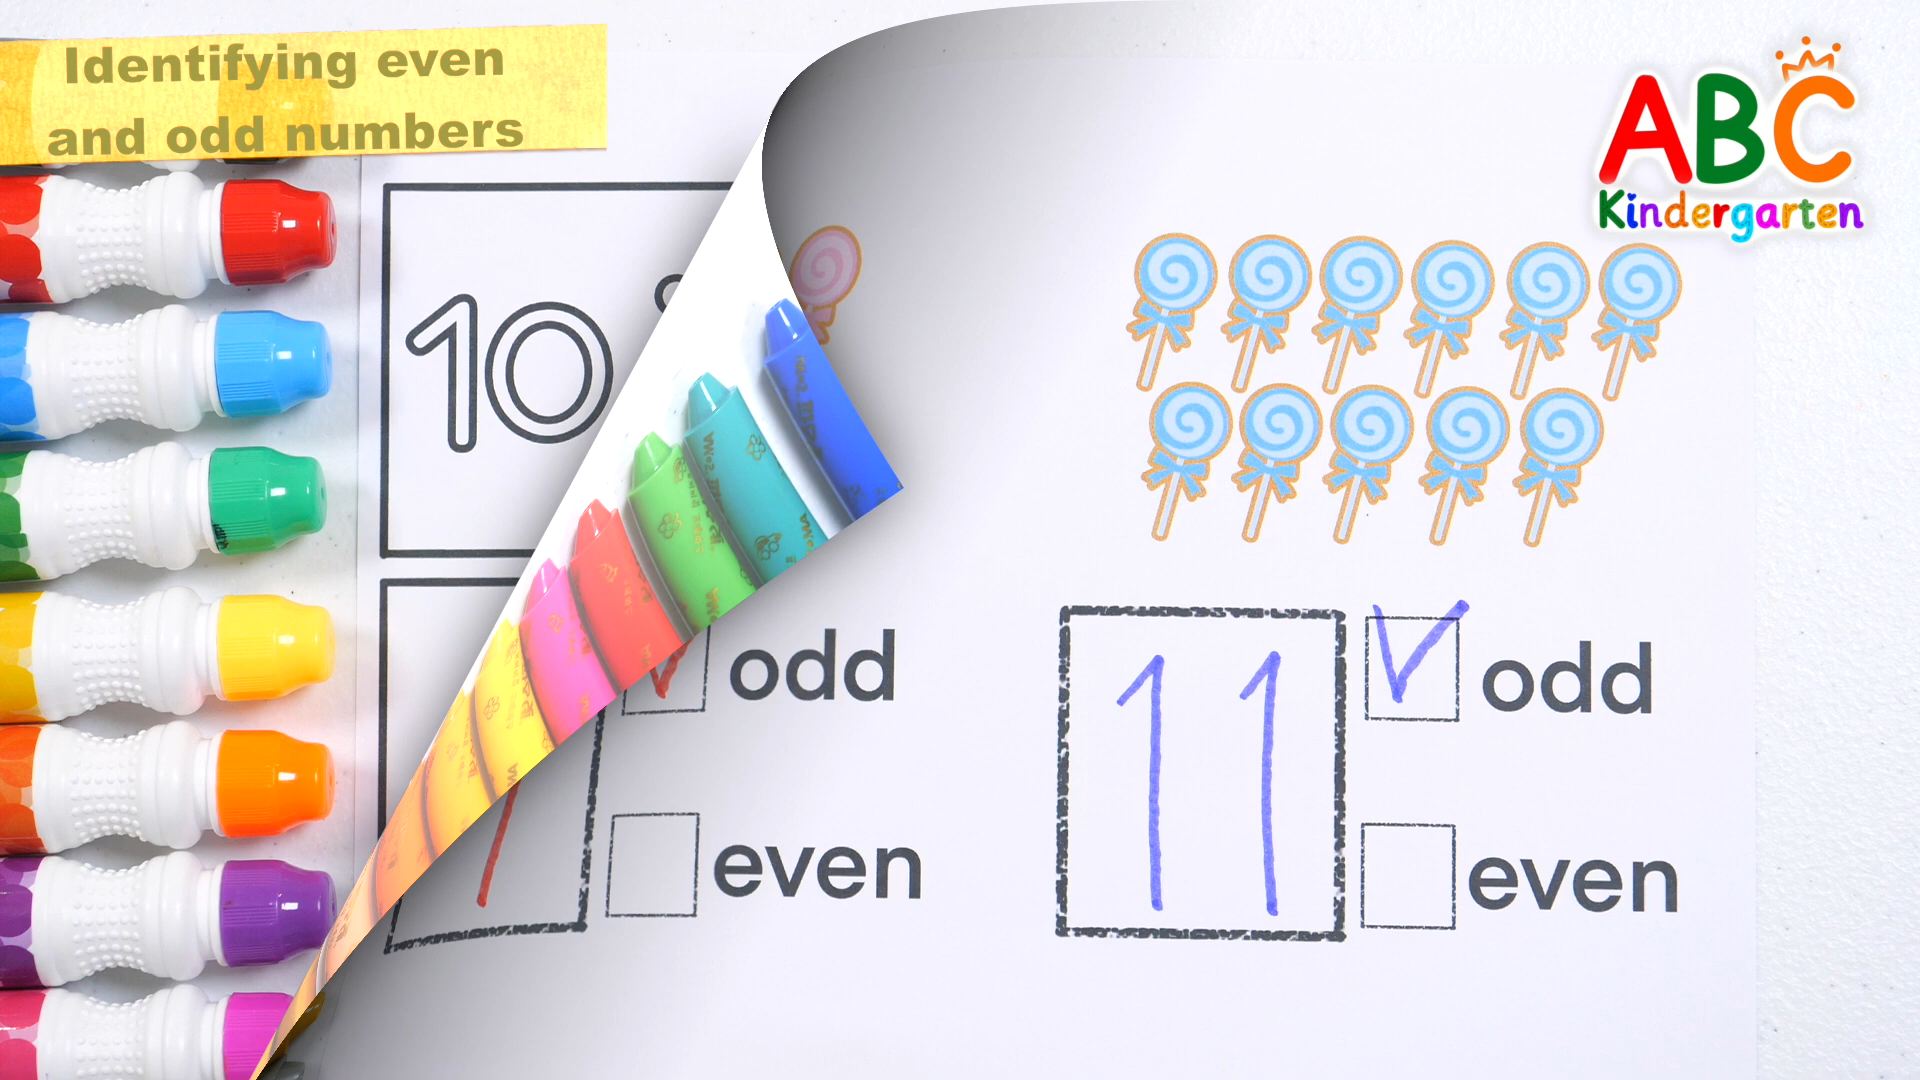 Identifying even
and odd numbers
ABC
Kindergarten
10
odd
even
11
odd
even